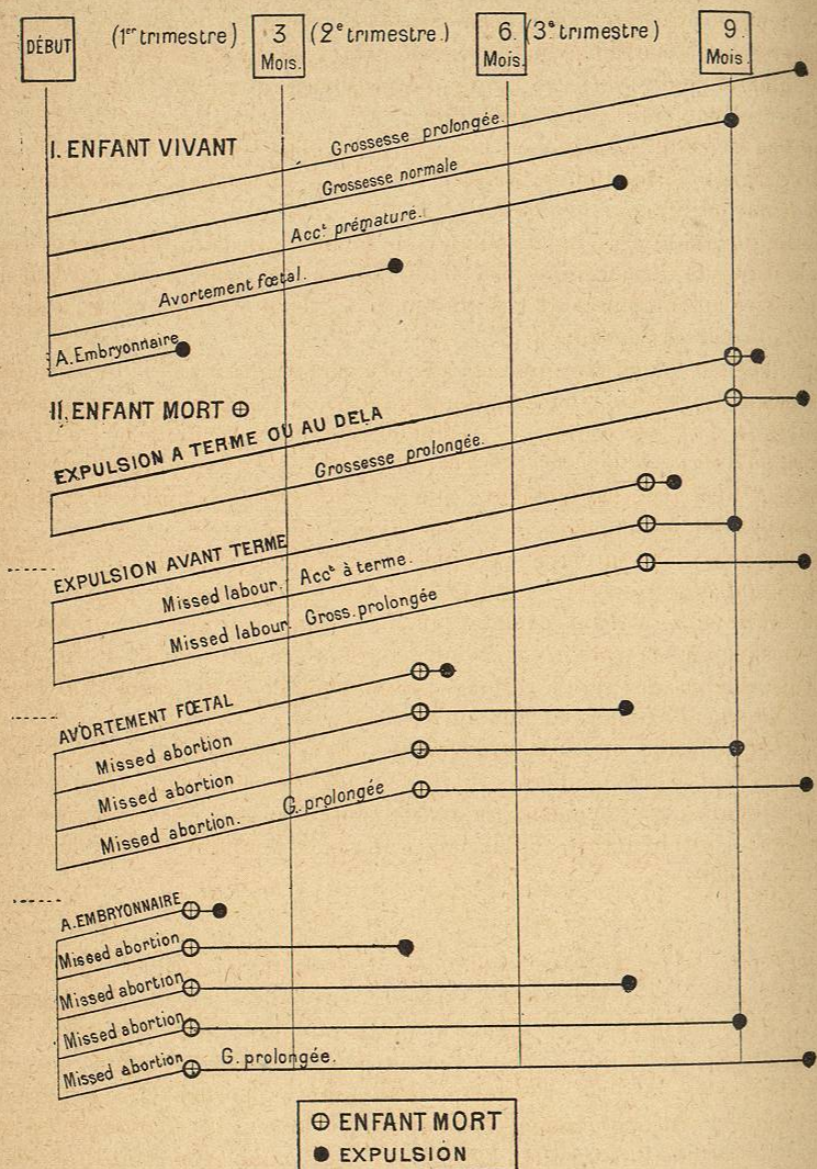 DÉBUT
(1er trimestre)
3
Mois.
(2e trimestre.)
6.
Mois.
(3e trimestre)
9.
Mois.
I. ENFANT VIVANT
Grossesse prolongée.
Grossesse normale
Acct. prématuré.
Avortement fœtal.
A. Embryonnaire
II. ENFANT MORT ⊕
EXPULSION A TERME OU AU DELA
Grossesse prolongée.
EXPULSION AVANT TERME
Missed labour. Acct à terme.
Missed labour. Gross. prolongée
AVORTEMENT FŒTAL
Missed abortion
Missed abortion
Missed abortion. G. prolongée
A. EMBRYONNAIRE
Missed abortion
Missed abortion
Missed abortion
Missed abortion G. prolongée.
⊕ ENFANT MORT
● EXPULSION